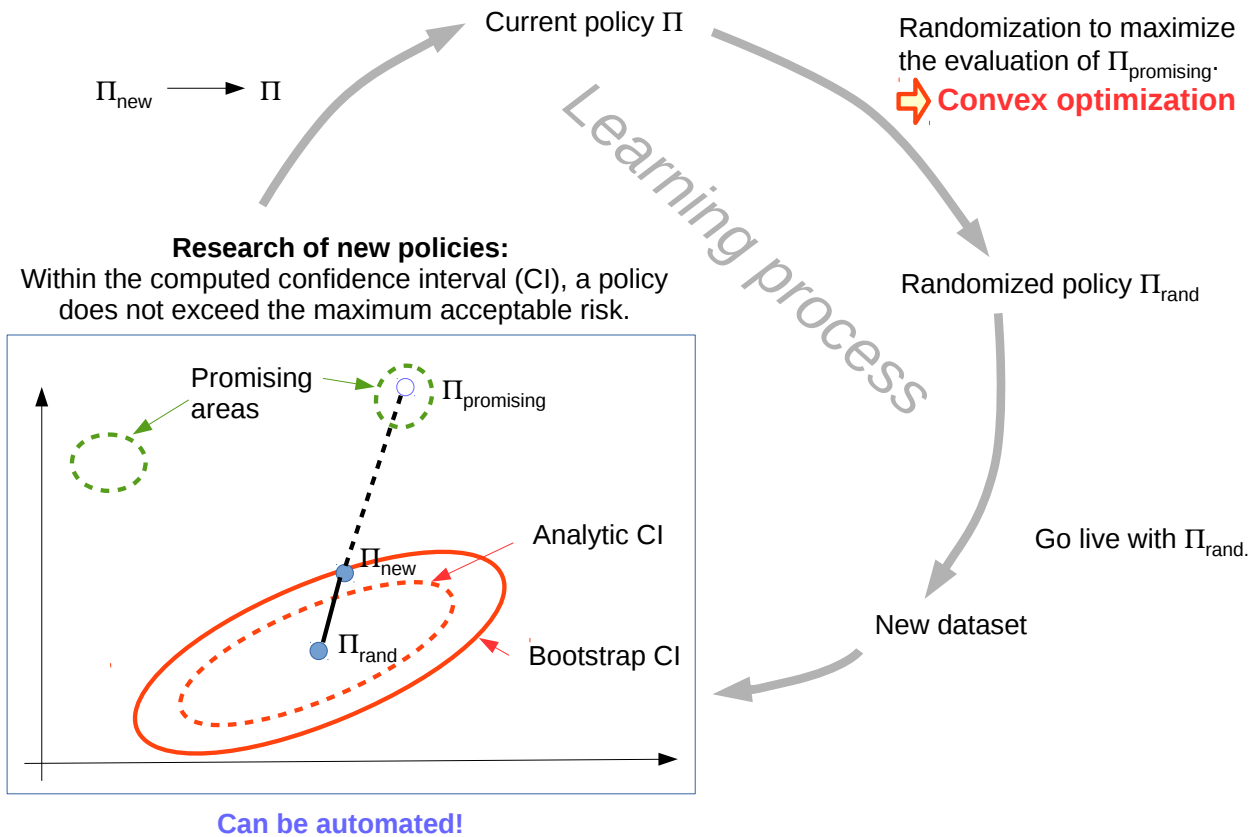 Current policy Π
Randomization to maximize
the evaluation of Πpromising.
Convex optimization
Πnew Π
Learning process
Research of new policies:
Within the computed confidence interval (CI), a policy
does not exceed the maximum acceptable risk.
Randomized policy Πrand
Promising
areas
Πpromising
Analytic CI
Πnew
Go live with Πrand.
New dataset
Πrand
Bootstrap CI
Can be automated!